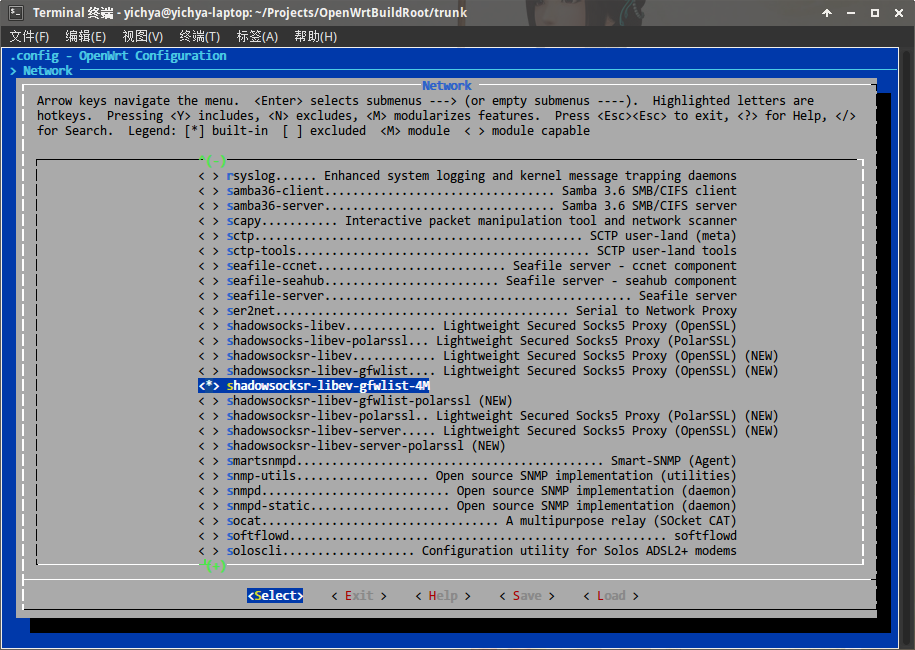 Terminal 终端 - yichya@yichya-laptop: ~/Projects/OpenWrtBuildRoot/trunk
文件(F) 编辑(E) 视图(V) 终端(T) 标签(A) 帮助(H)
.config - OpenWrt Configuration
> Network
Network
Arrow keys navigate the menu. <Enter> selects submenus ---> (or empty submenus ----). Highlighted letters are
hotkeys. Pressing <Y> includes, <N> excludes, <M> modularizes features. Press <Esc><Esc> to exit, <?> for Help, </>
for Search. Legend: [*] built-in [ ] excluded <M> module < > module capable
^(-)
< > rsyslog...... Enhanced system logging and kernel message trapping daemons
< > samba36-client................................. Samba 3.6 SMB/CIFS client
< > samba36-server................................. Samba 3.6 SMB/CIFS server
< > scapy........... Interactive packet manipulation tool and network scanner
< > sctp............................................... SCTP user-land (meta)
< > sctp-tools.......................................... SCTP user-land tools
< > seafile-ccnet........................... Seafile server - ccnet component
< > seafile-seahub......................... Seafile server - seahub component
< > seafile-server............................................ Seafile server
< > ser2net......................................... Serial to Network Proxy
< > shadowsocks-libev............. Lightweight Secured Socks5 Proxy (OpenSSL)
< > shadowsocks-libev-polarssl... Lightweight Secured Socks5 Proxy (PolarSSL)
< > shadowsocksr-libev............ Lightweight Secured Socks5 Proxy (OpenSSL) (NEW)
< > shadowsocksr-libev-gfwlist.... Lightweight Secured Socks5 Proxy (OpenSSL) (NEW)
<*> shadowsocksr-libev-gfwlist-4M
< > shadowsocksr-libev-gfwlist-polarssl (NEW)
< > shadowsocksr-libev-polarssl.. Lightweight Secured Socks5 Proxy (PolarSSL) (NEW)
< > shadowsocksr-libev-server..... Lightweight Secured Socks5 Proxy (OpenSSL) (NEW)
< > shadowsocksr-libev-server-polarssl (NEW)
< > smartsnmpd............................................ Smart-SNMP (Agent)
< > snmp-utils................... Open source SNMP implementation (utilities)
< > snmpd........................... Open source SNMP implementation (daemon)
< > snmpd-static.................... Open source SNMP implementation (daemon)
< > socat.................................. A multipurpose relay (SOcket CAT)
< > softflowd.............................................. softflowd
< > soloscli................... Configuration utility for Solos ADSL2+ modems
v(+)
<Select> < Exit > < Help > < Save > < Load >